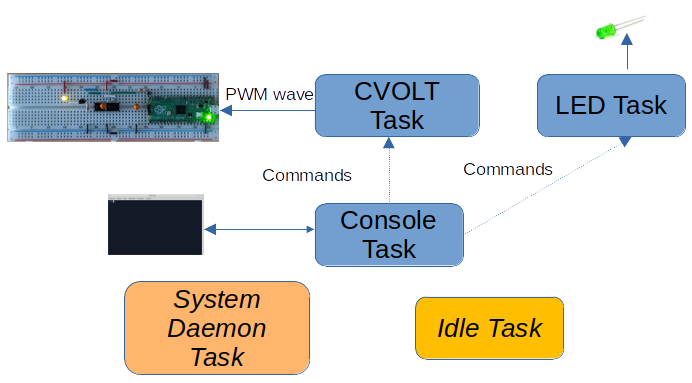 PWM wave
CVOLT
Task
LED Task
Commands
Commands
Console
Task
System
Daemon
Task
Idle Task